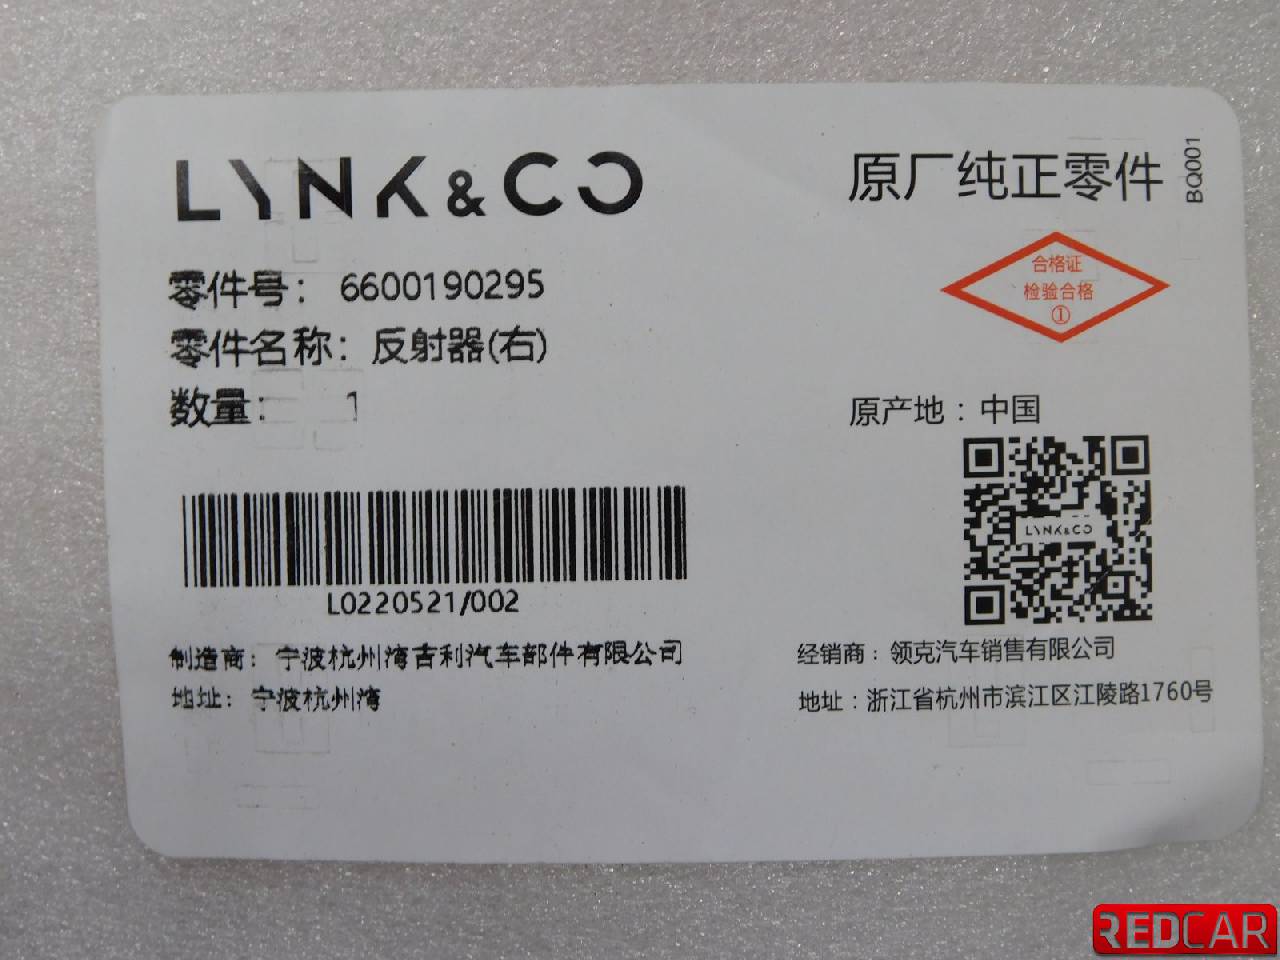 LYNK&CO
原厂纯正零件
BQ001
零件号： 6600190295
合格证
检验合格
①
零件名称：反射器(右)
数量： 1
原产地：中国
LYNK&CO
L0220521/002
制造商：宁波杭州湾吉利汽车部件有限公司
地址：宁波杭州湾
经销商：领克汽车销售有限公司
地址：浙江省杭州市滨江区江陵路1760号
REDCAR